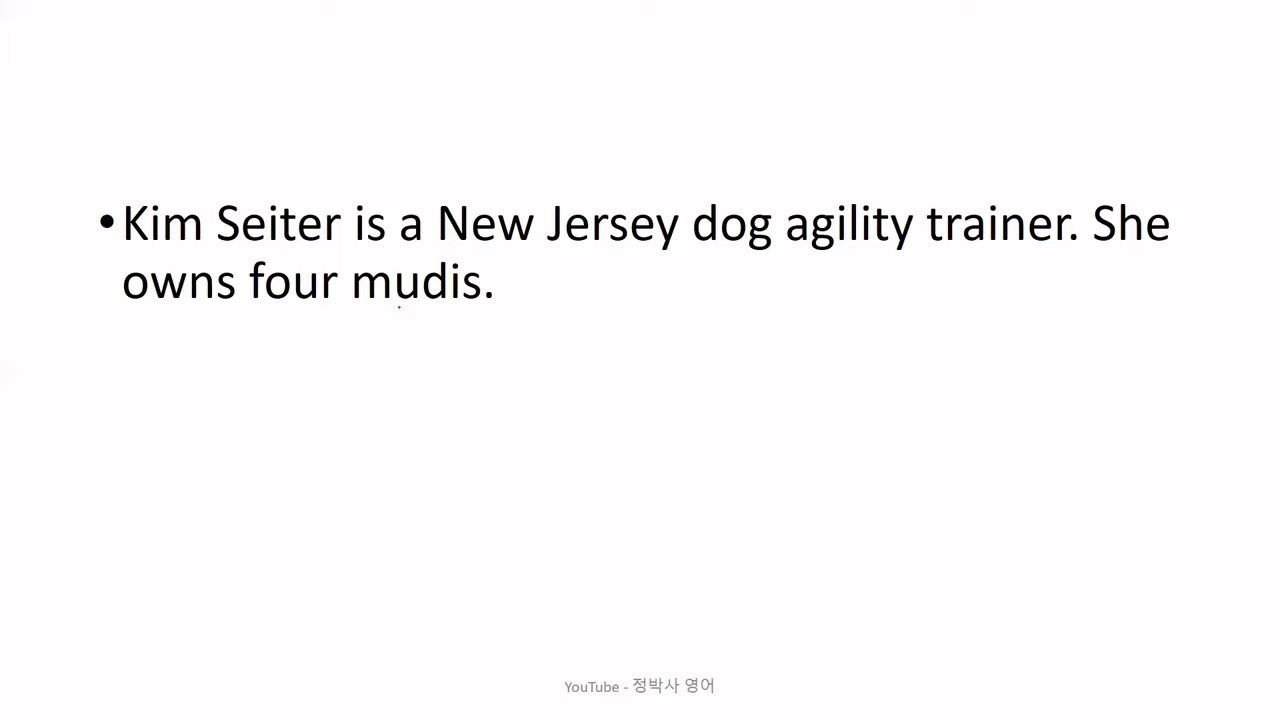 •Kim Seiter is a New Jersey dog agility trainer. She
owns four mudis.
YouTube - 정박사 영어